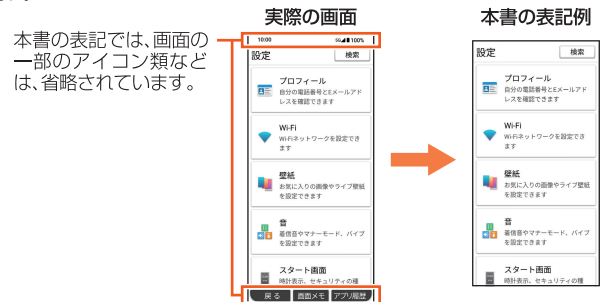 実際の画面
本書の表記例
本書の表記では、画面の
一部のアイコン類など
は、省略されています。
10:00 5G 100%
設定 検索
プロフィール
自分の電話番号とEメールアド
レスを確認できます
Wi-Fi
Wi-Fiネットワークを設定でき
ます
壁紙
お気に入りの画像やライブ壁紙
を設定できます
音
着信音やマナーモード、バイブ
を設定できます
スタート画面
時計表示、セキュリティの種
戻る 画面メモ アプリ履歴
設定 検索
プロフィール
自分の電話番号とEメールアド
レスを確認できます
Wi-Fi
Wi-Fiネットワークを設定でき
ます
壁紙
お気に入りの画像やライブ壁紙
を設定できます
音
着信音やマナーモード、バイブ
を設定できます
スタート画面
時計表示、セキュリティの種